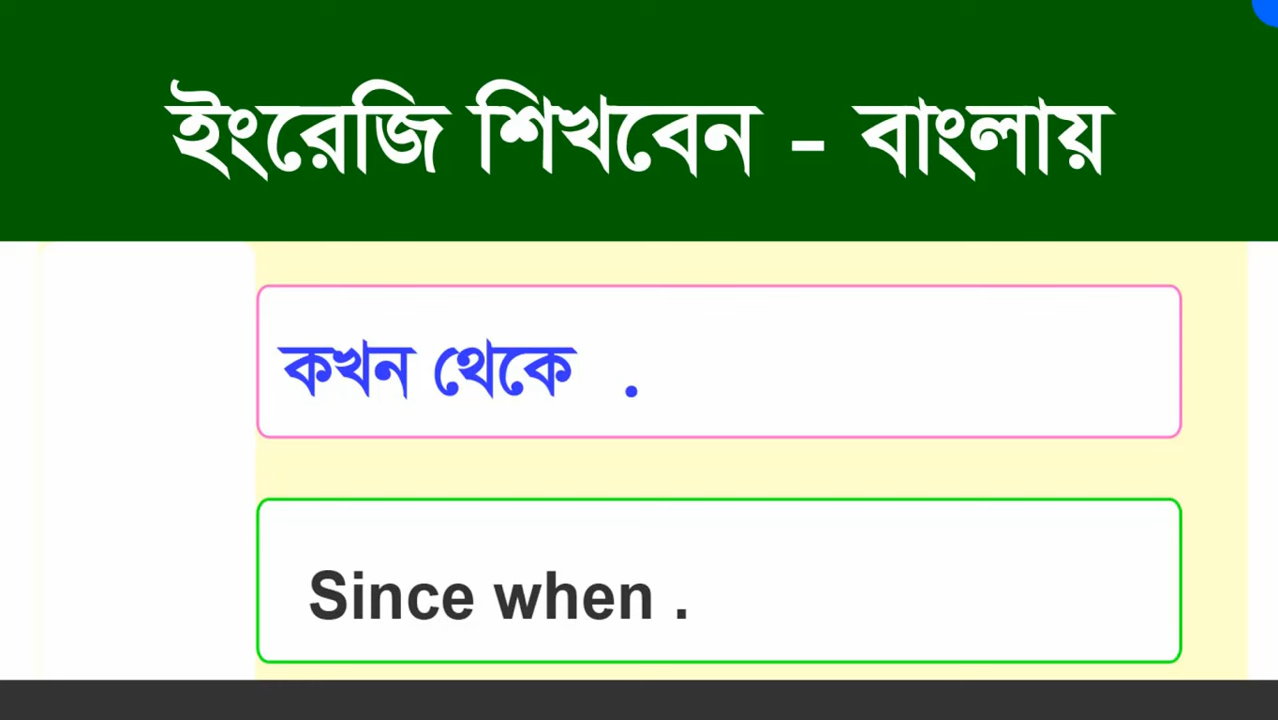 ইংরেজি শিখবেন - বাংলায়
কখন থেকে .
Since when .